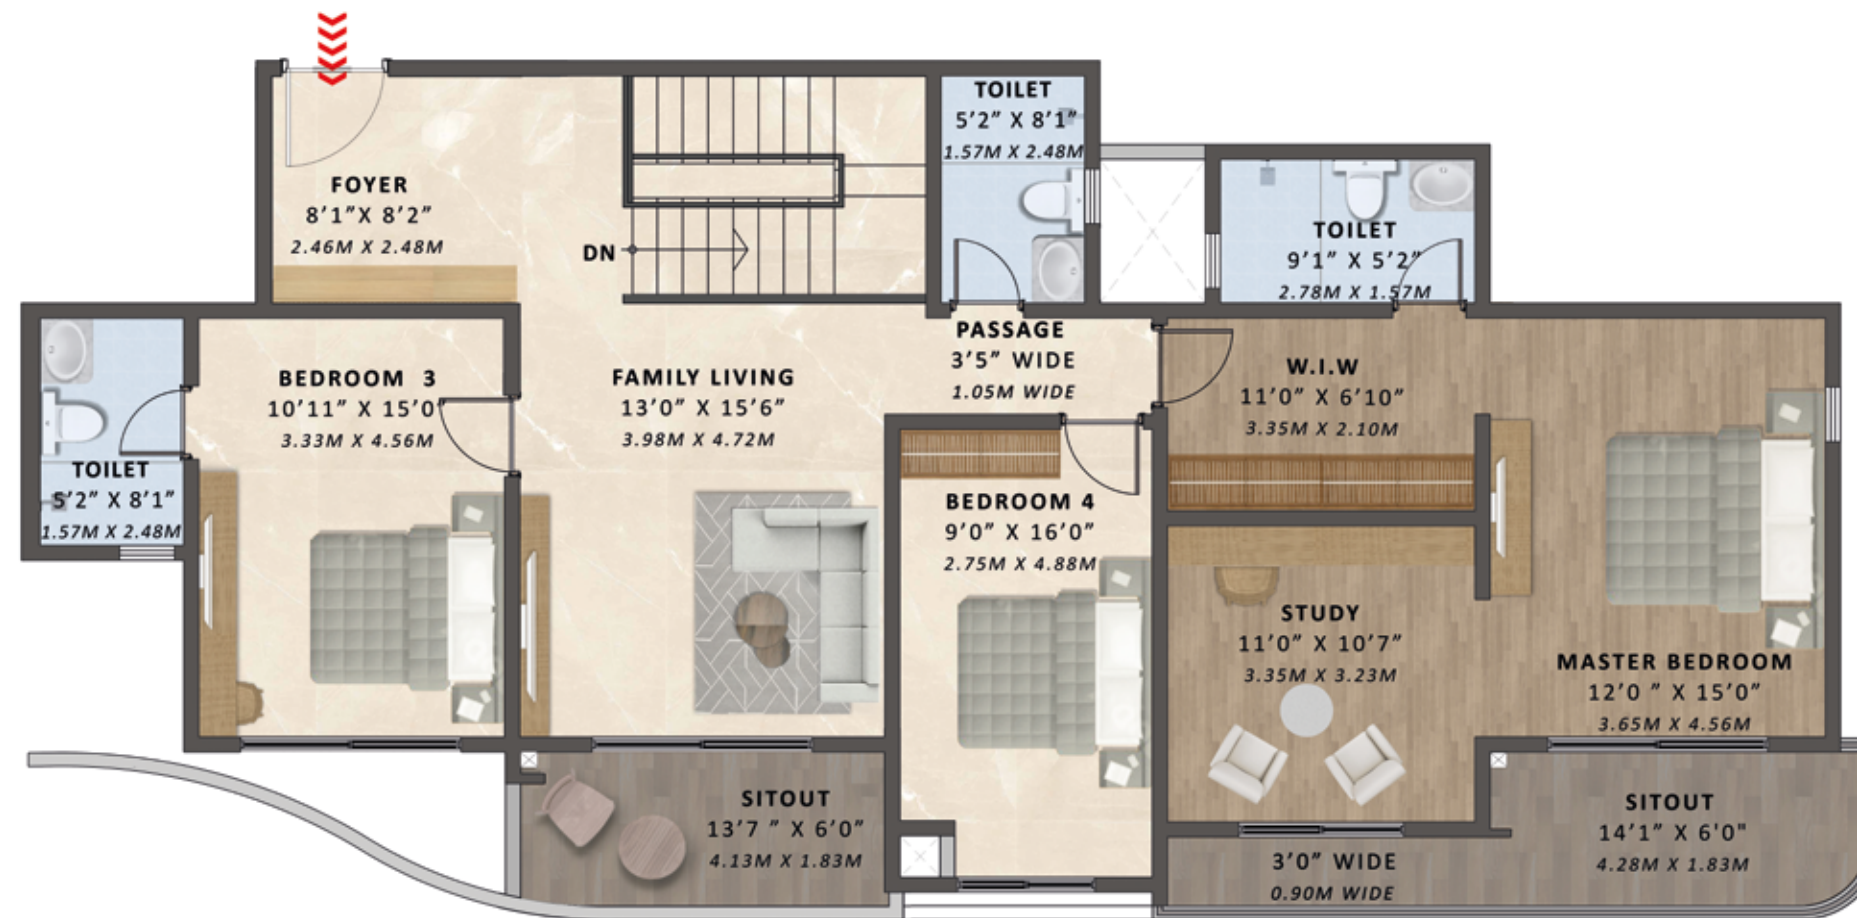 FOYER
8’1”X 8’2”
2.46M X 2.48M
DN
TOILET
5’2” X 8’1”
1.57M X 2.48M
TOILET
9’1” X 5’2”
2.78M X 1.57M
PASSAGE
3’5” WIDE
1.05M WIDE
BEDROOM 3
10’11” X 15’0”
3.33M X 4.56M
FAMILY LIVING
13’0” X 15’6”
3.98M X 4.72M
W.I.W
11’0” X 6’10”
3.35M X 2.10M
TOILET
5’2” X 8’1”
1.57M X 2.48M
BEDROOM 4
9’0” X 16’0”
2.75M X 4.88M
STUDY
11’0” X 10’7”
3.35M X 3.23M
MASTER BEDROOM
12’0 ” X 15’0”
3.65M X 4.56M
SITOUT
13’7 ” X 6’0”
4.13M X 1.83M
3’0” WIDE
0.90M WIDE
SITOUT
14’1” X 6'0"
4.28M X 1.83M